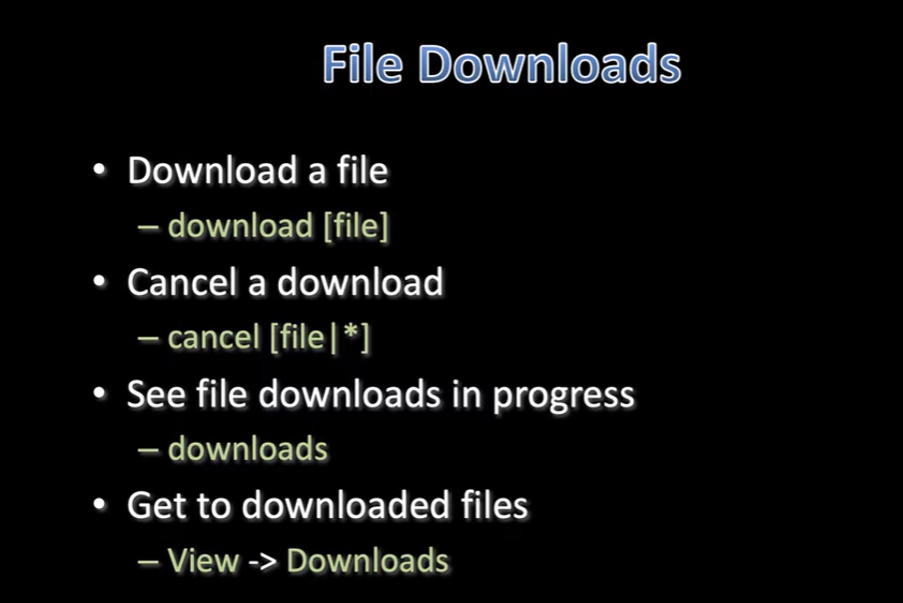 File Downloads
• Download a file
– download [file]
• Cancel a download
– cancel [file|*]
• See file downloads in progress
– downloads
• Get to downloaded files
– View -> Downloads